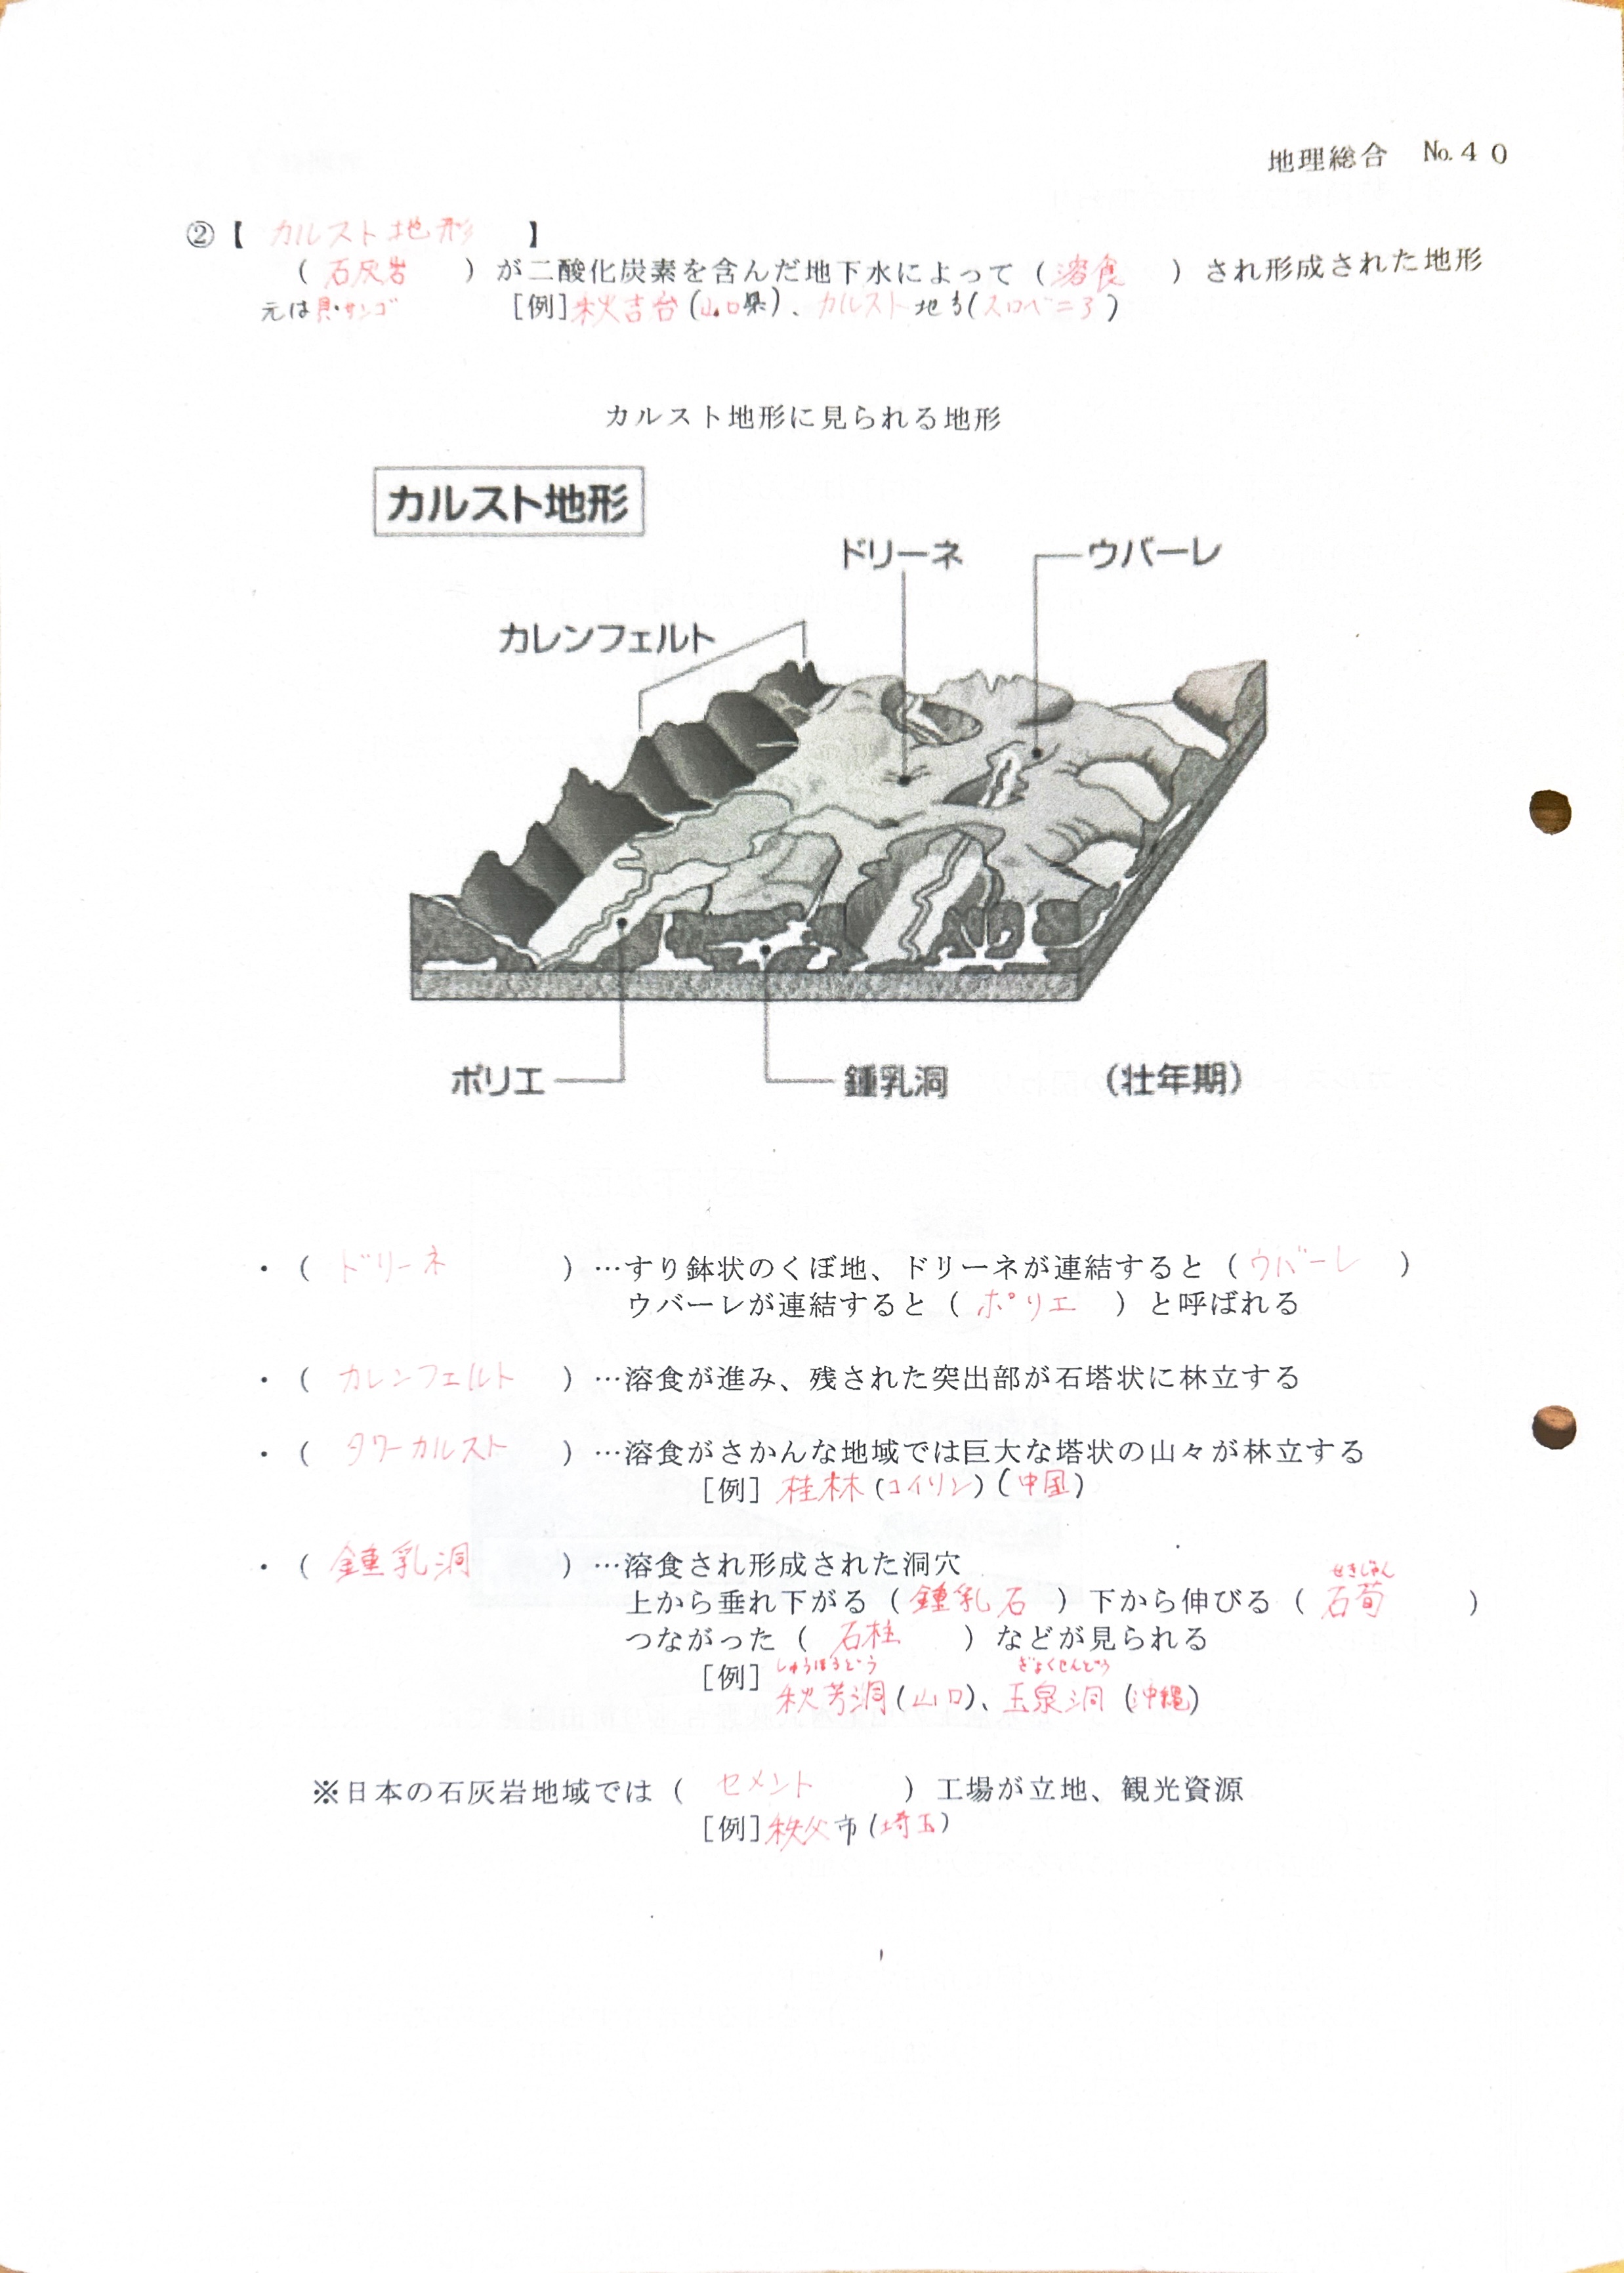 地理総合 No.40
②【 カルスト地形 】
( 石灰岩 ) が二酸化炭素を含んだ地下水によって ( 溶食 ) され形成された地形
元は貝・サンゴ [例]秋吉台(山口県)、カルスト地方(スロベニア)
カルスト地形に見られる地形
カルスト地形
ドリーネ ウバーレ
カレンフェルト
ポリエ 鍾乳洞 (壮年期)
・ ( ドリーネ ) …すり鉢状のくぼ地、ドリーネが連結すると ( ウバーレ )
ウバーレが連結すると ( ポリエ ) と呼ばれる
・ ( カレンフェルト ) …溶食が進み、残された突出部が石塔状に林立する
・ ( タワーカルスト ) …溶食がさかんな地域では巨大な塔状の山々が林立する
[例] 桂林(コイリン)(中国)
・ ( 鍾乳洞 ) …溶食され形成された洞穴
せきじゅん
上から垂れ下がる ( 鍾乳石 ) 下から伸びる ( 石筍 )
つながった ( 石柱 ) などが見られる
しゅうほうどう ぎょくせんどう
[例] 秋芳洞(山口)、玉泉洞(沖縄)
※日本の石灰岩地域では ( セメント ) 工場が立地、観光資源
[例]秩父市(埼玉)